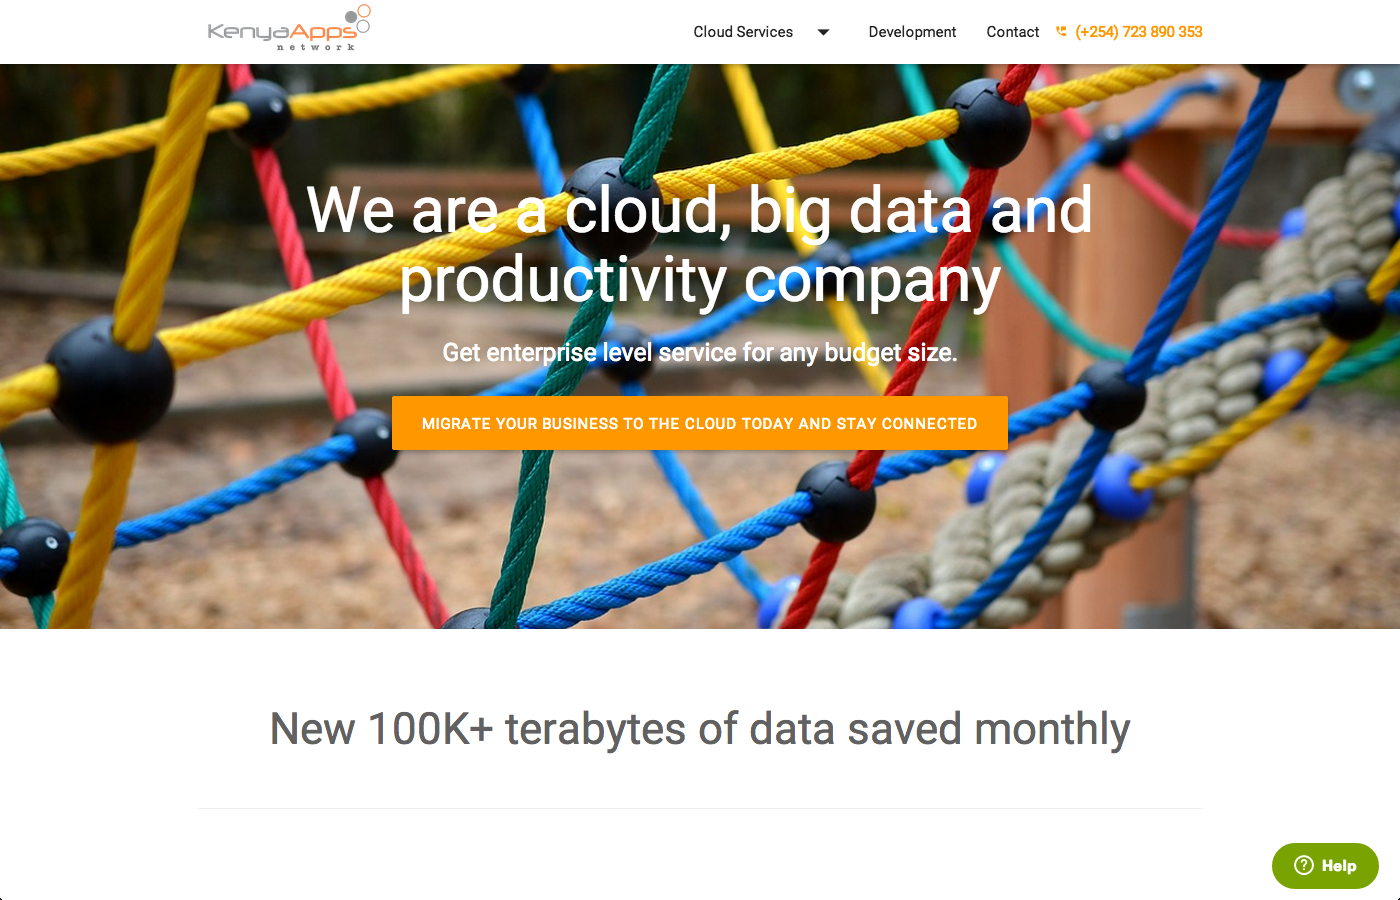 KenyaApps
network
Cloud Services
Development
Contact
(+254) 723 890 353
We are a cloud, big data and
productivity company
Get enterprise level service for any budget size.
MIGRATE YOUR BUSINESS TO THE CLOUD TODAY AND STAY CONNECTED
New 100K+ terabytes of data saved monthly
Help